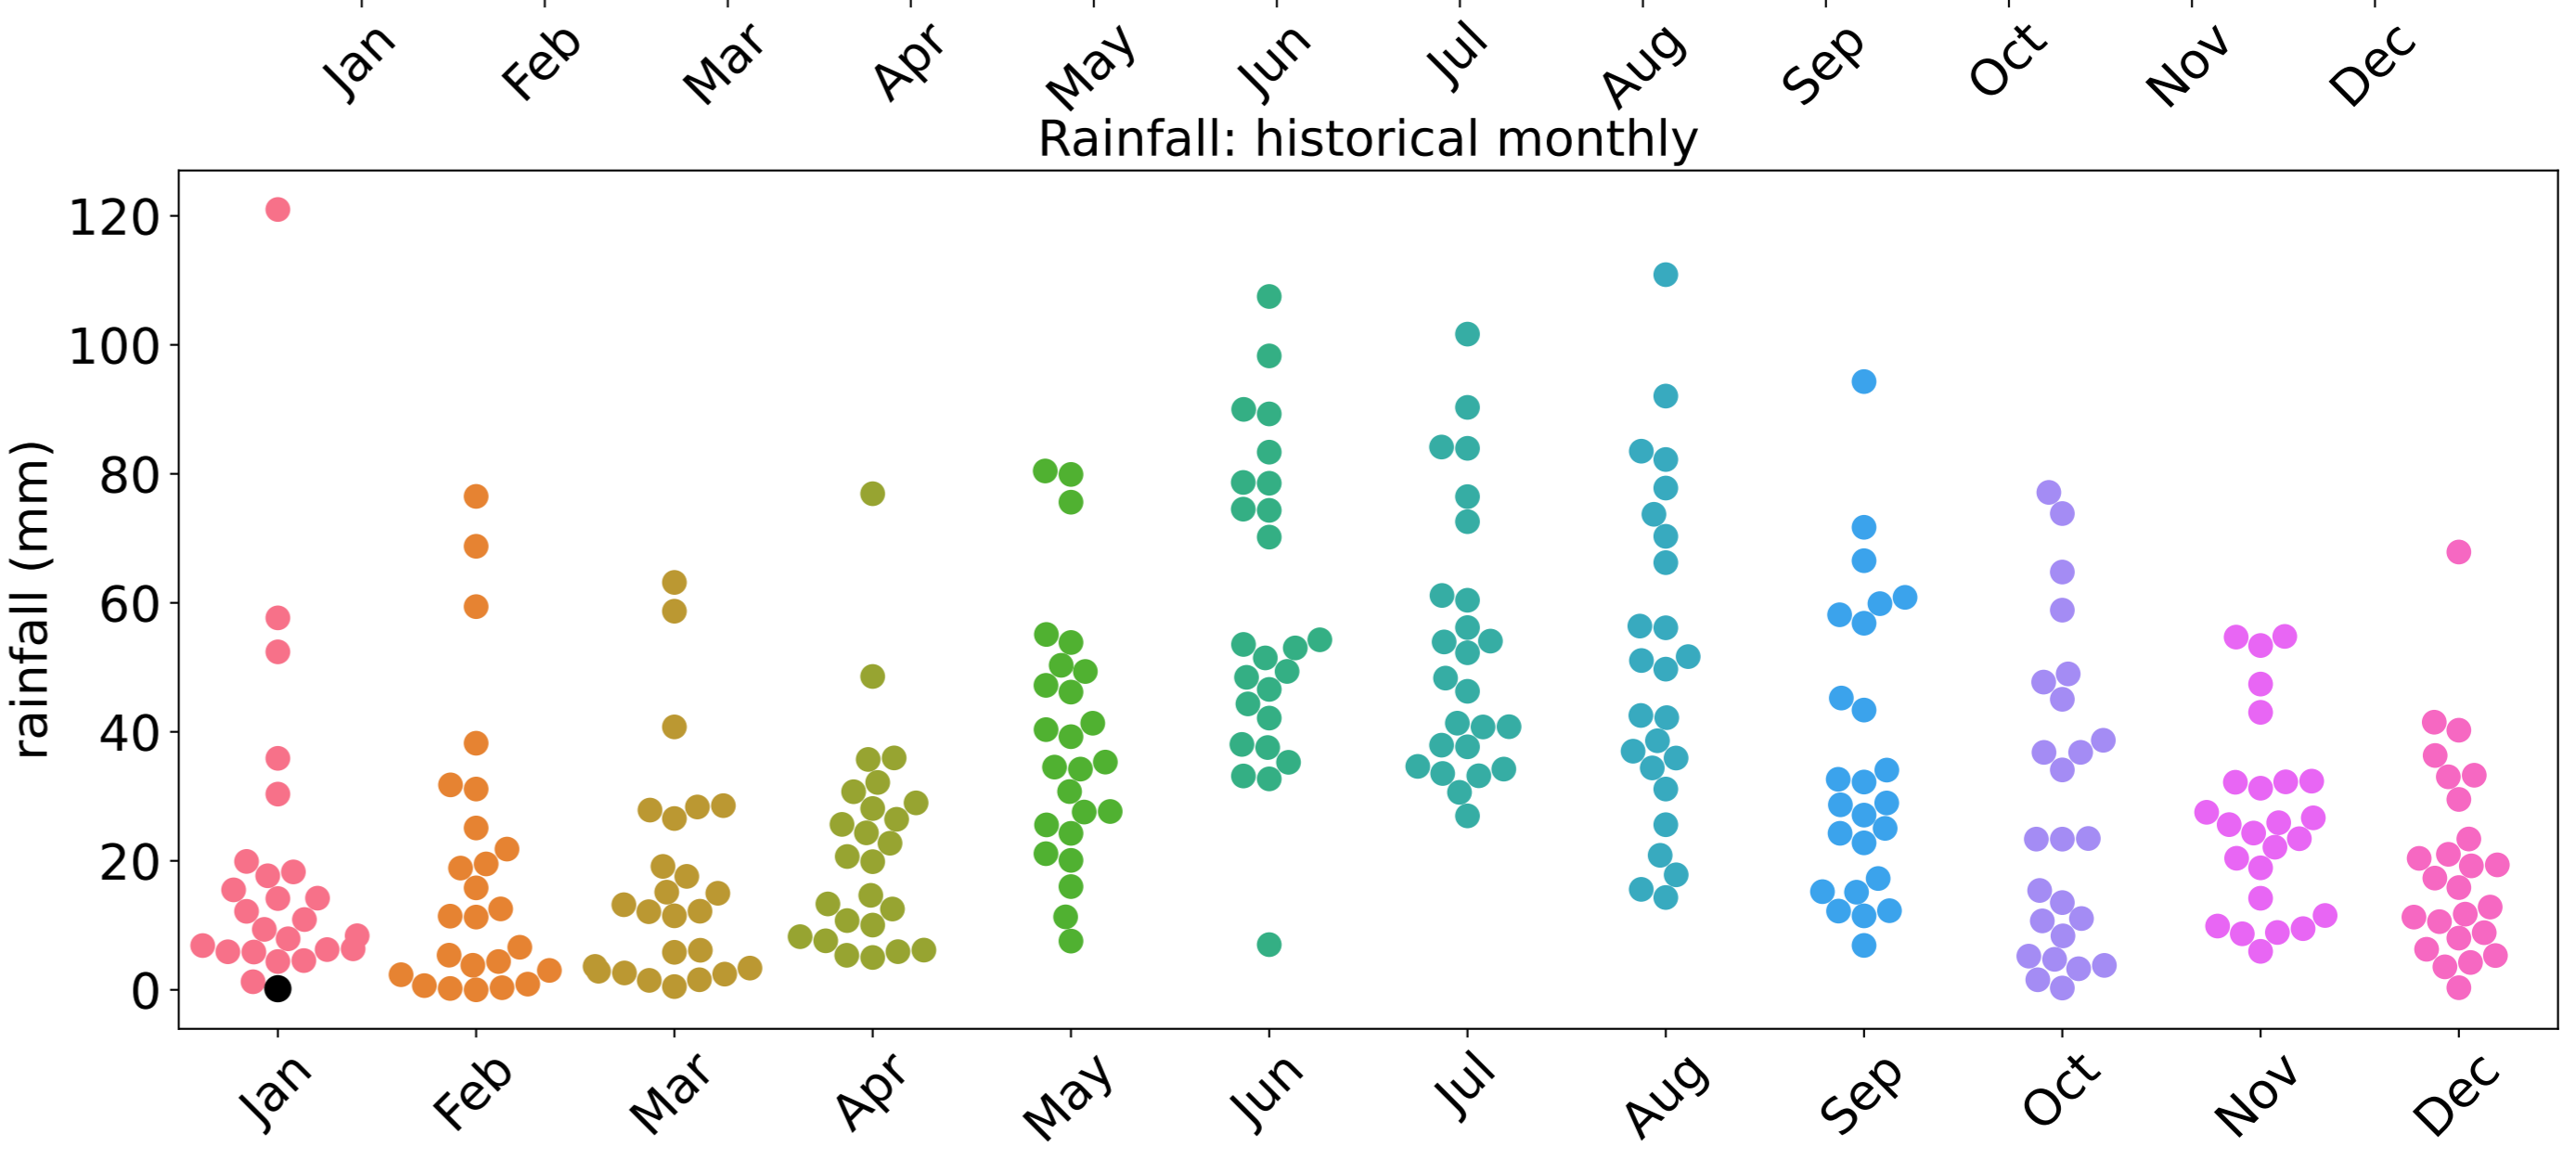 Jan Feb Mar Apr May Jun Jul Aug Sep Oct Nov Dec
Rainfall: historical monthly
rainfall (mm)
120
100
80
60
40
20
0
Jan Feb Mar Apr May Jun Jul Aug Sep Oct Nov Dec